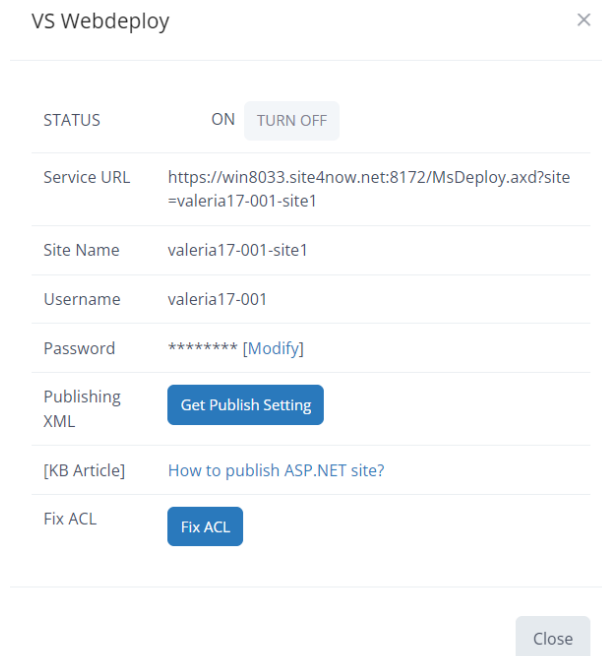 VS Webdeploy
×
STATUS ON TURN OFF
Service URL https://win8033.site4now.net:8172/MsDeploy.axd?site
=valeria17-001-site1
Site Name valeria17-001-site1
Username valeria17-001
Password ******** [Modify]
Publishing
XML
Get Publish Setting
[KB Article] How to publish ASP.NET site?
Fix ACL Fix ACL
Close